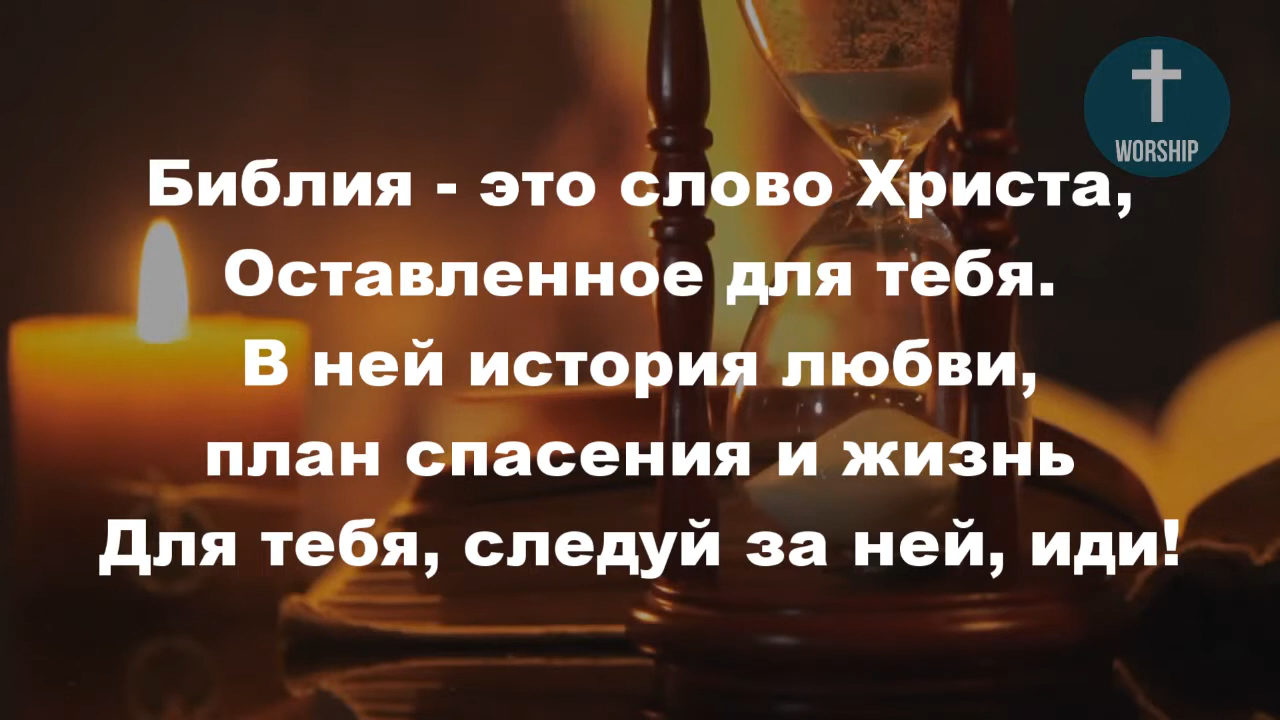 WORSHIP
Библия - это слово Христа,
Оставленное для тебя.
В ней история любви,
план спасения и жизнь
Для тебя, следуй за ней, иди!